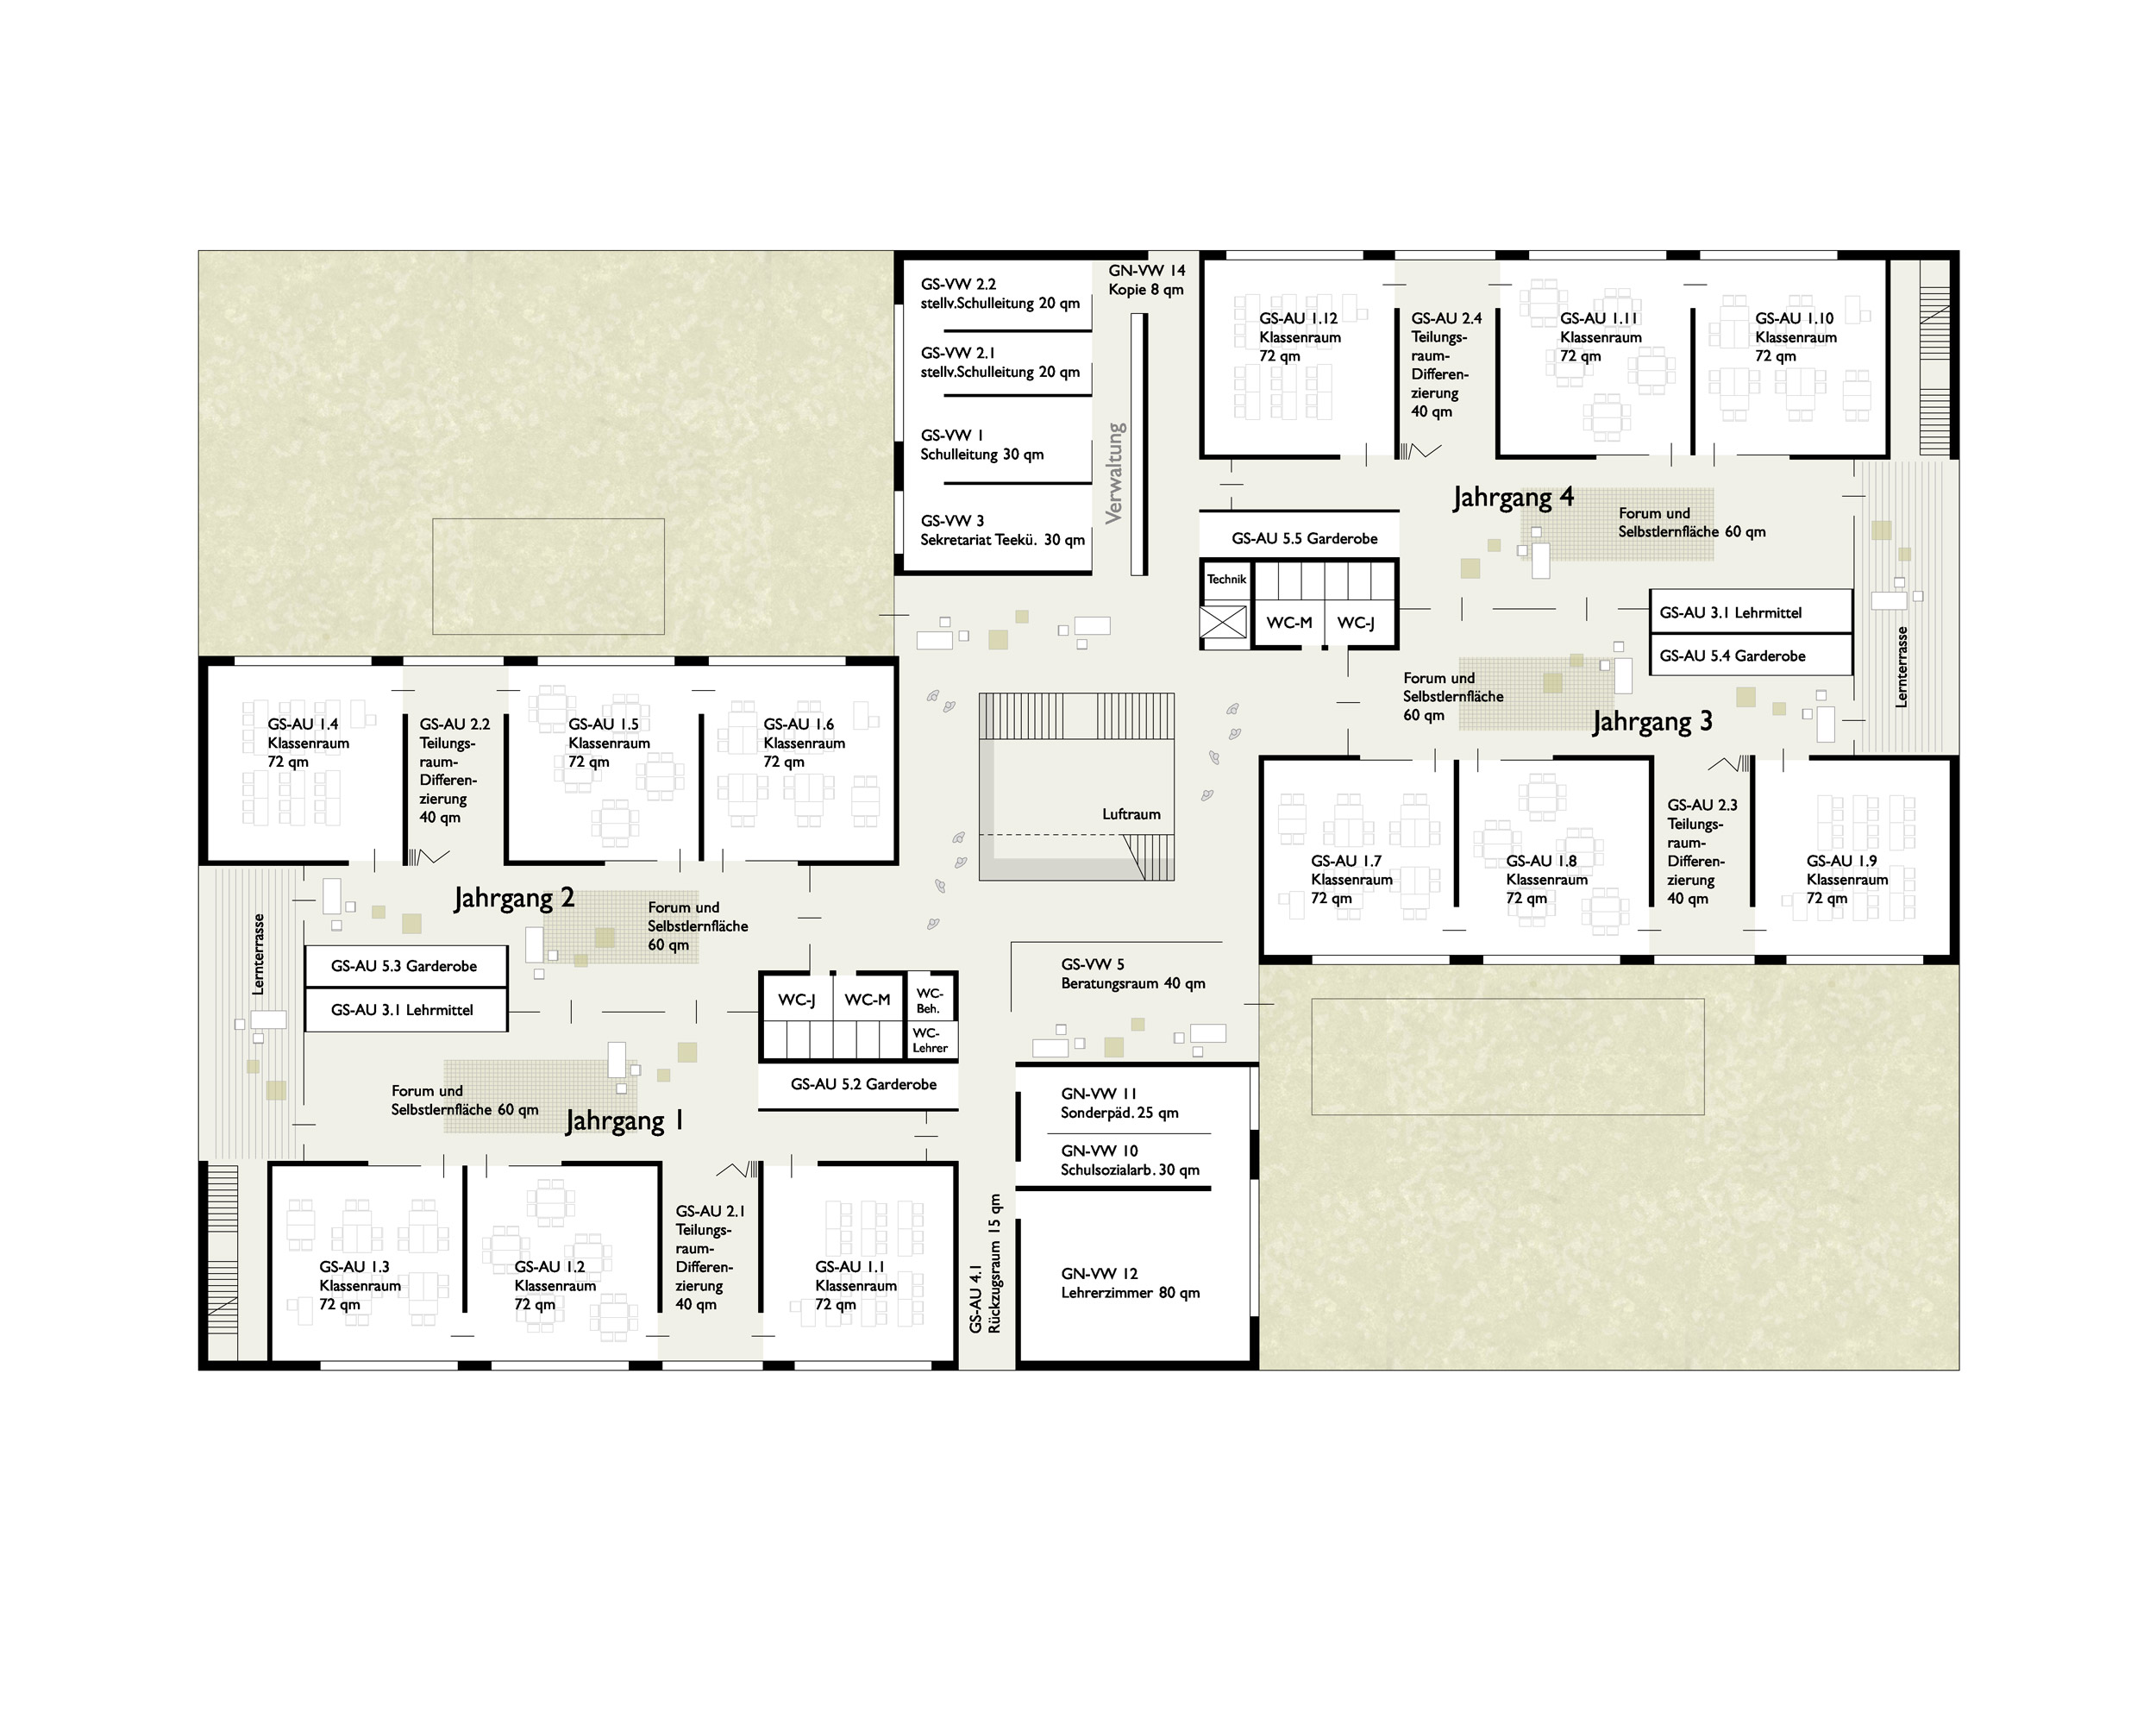 GS-VW 2.2
stellv.Schulleitung 20 qm
GS-VW 2.1
stellv.Schulleitung 20 qm
GS-VW 1
Schulleitung 30 qm
GS-VW 3
Sekretariat Teekü. 30 qm
GN-VW 14
Kopie 8 qm
Verwaltung
GS-AU 1.12
Klassenraum
72 qm
GS-AU 2.4
Teilungs-
raum-
Differen-
zierung
40 qm
GS-AU 1.11
Klassenraum
72 qm
GS-AU 1.10
Klassenraum
72 qm
Jahrgang 4
Forum und
Selbstlernfläche 60 qm
GS-AU 5.5 Garderobe
Technik
WC-M
WC-J
GS-AU 3.1 Lehrmittel
GS-AU 5.4 Garderobe
Lernterrasse
Forum und
Selbstlernfläche
60 qm
Jahrgang 3
GS-AU 1.4
Klassenraum
72 qm
GS-AU 2.2
Teilungs-
raum-
Differen-
zierung
40 qm
GS-AU 1.5
Klassenraum
72 qm
GS-AU 1.6
Klassenraum
72 qm
Luftraum
GS-AU 1.7
Klassenraum
72 qm
GS-AU 1.8
Klassenraum
72 qm
GS-AU 2.3
Teilungs-
raum-
Differen-
zierung
40 qm
GS-AU 1.9
Klassenraum
72 qm
Jahrgang 2
Forum und
Selbstlernfläche
60 qm
Lernterrasse
GS-AU 5.3 Garderobe
GS-AU 3.1 Lehrmittel
WC-J
WC-M
WC-
Beh.
WC-
Lehrer
GS-AU 5.2 Garderobe
GS-VW 5
Beratungsraum 40 qm
Forum und
Selbstlernfläche 60 qm
Jahrgang 1
GN-VW 11
Sonderpäd. 25 qm
GN-VW 10
Schulsozialarb. 30 qm
GS-AU 1.3
Klassenraum
72 qm
GS-AU 1.2
Klassenraum
72 qm
GS-AU 2.1
Teilungs-
raum-
Differen-
zierung
40 qm
GS-AU 1.1
Klassenraum
72 qm
GS-AU 4.1
Rückzugsraum 15 qm
GN-VW 12
Lehrerzimmer 80 qm